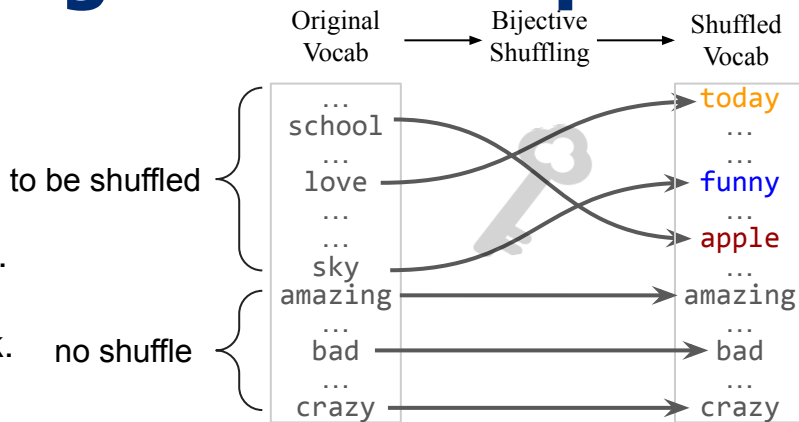 Original Vocab
Bijective Shuffling
Shuffled Vocab
to be shuffled
no shuffle
...
school
...
love
...
...
sky
amazing
...
bad
...
crazy
today
...
...
funny
...
apple
...
amazing
...
bad
...
crazy